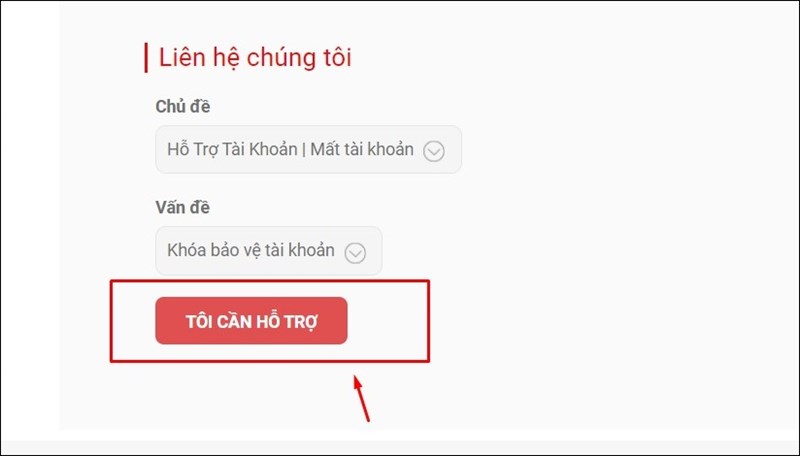 Liên hệ chúng tôi
Chủ đề
Hỗ Trợ Tài Khoản | Mất tài khoản
Vấn đề
Khóa bảo vệ tài khoản
TÔI CẦN HỖ TRỢ